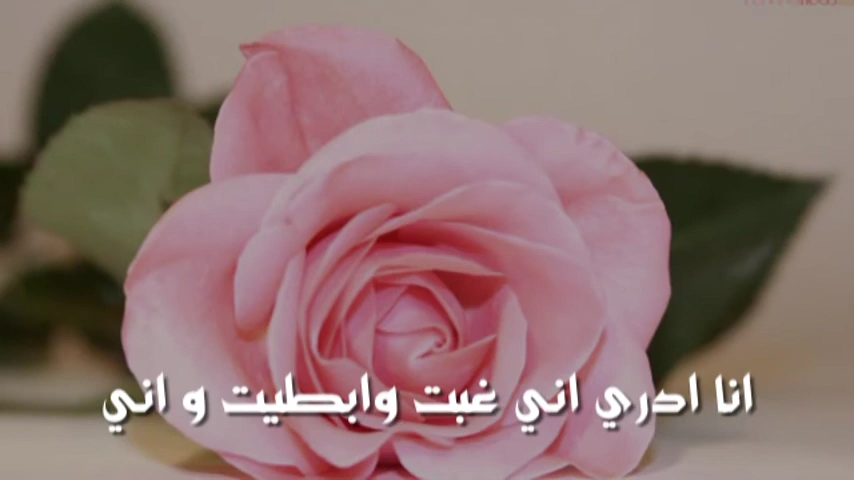 انا ادري اني غبت وابطيت و اني